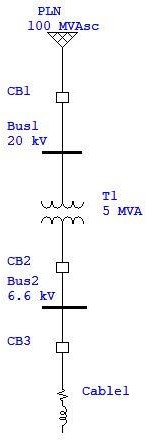 PLN
100 MVAsc
CB1
Bus1
20 kV
T1
5 MVA
CB2
Bus2
6.6 kV
CB3
Cable1